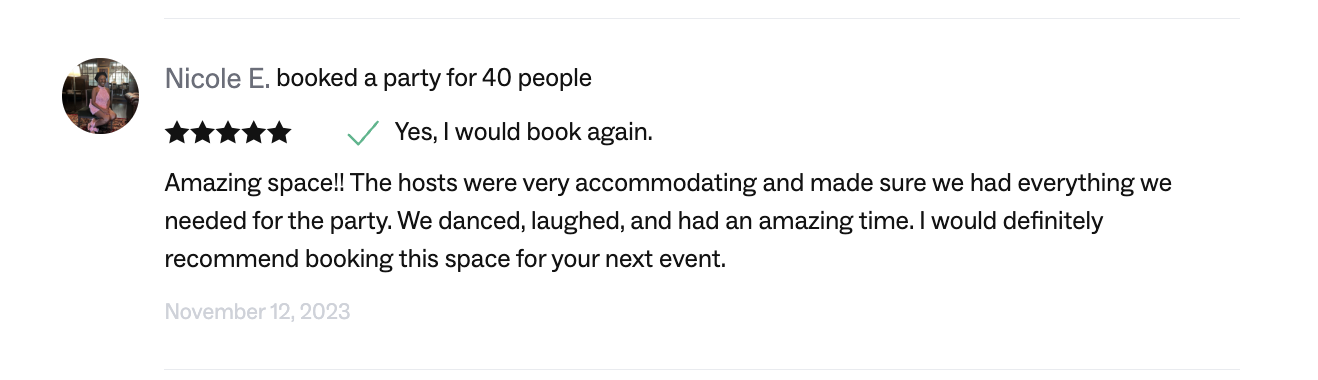 Nicole E. booked a party for 40 people
Yes, I would book again.
Amazing space!! The hosts were very accommodating and made sure we had everything we
needed for the party. We danced, laughed, and had an amazing time. I would definitely
recommend booking this space for your next event.
November 12, 2023